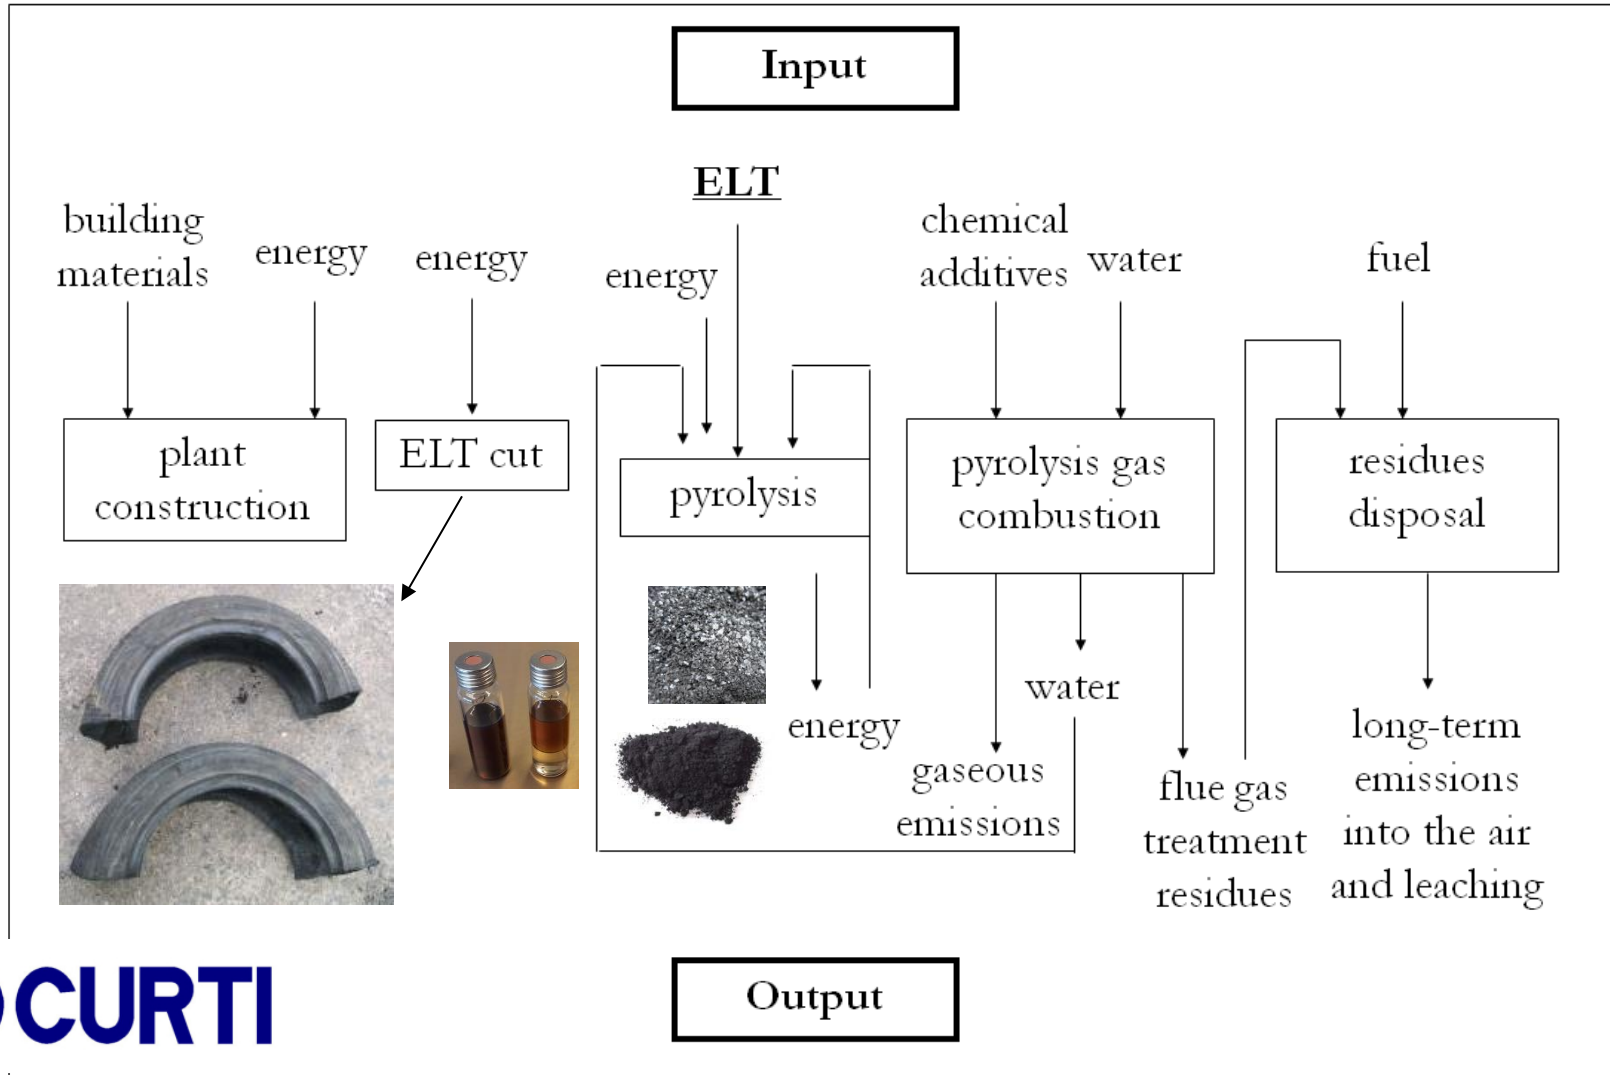 Input
ELT
building
materials
energy
energy
energy
chemical
additives
water
fuel
plant
construction
ELT cut
pyrolysis
pyrolysis gas
combustion
residues
disposal
energy
water
gaseous
emissions
flue gas
treatment
residues
long-term
emissions
into the air
and leaching
CURTI
Output